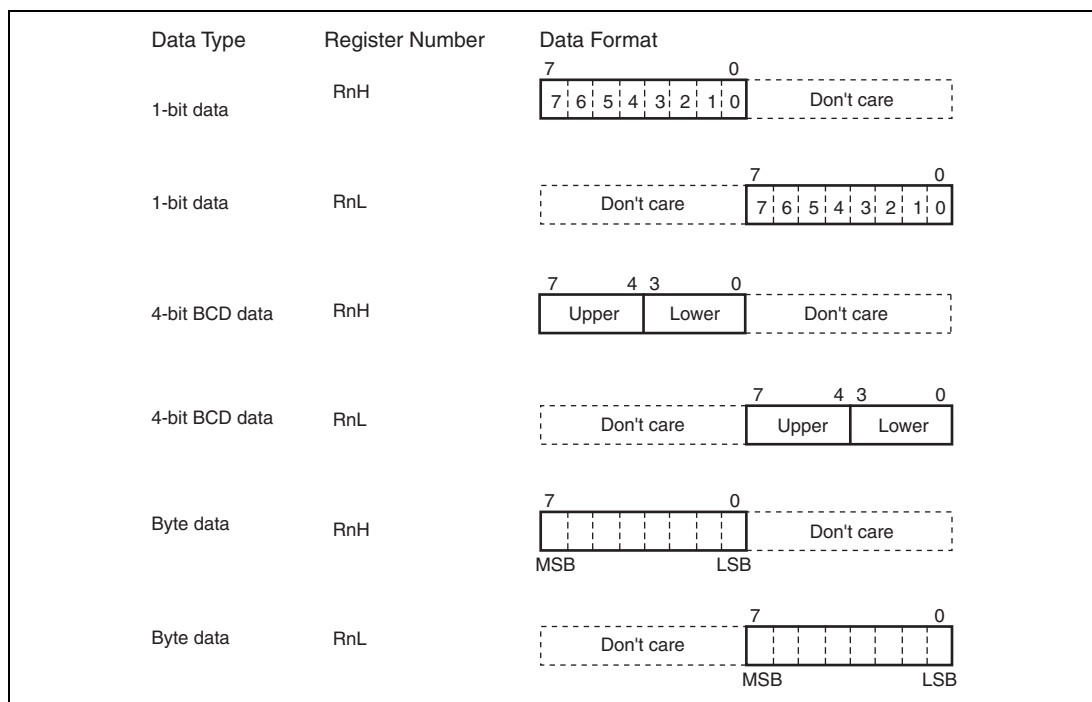 Data Type Register Number Data Format
7 0
1-bit data RnH 7 6 5 4 3 2 1 0 Don't care
7 0
1-bit data RnL Don't care 7 6 5 4 3 2 1 0
7 4 3 0
4-bit BCD data RnH Upper Lower Don't care
7 4 3 0
4-bit BCD data RnL Don't care Upper Lower
7 0
Byte data RnH Don't care
MSB LSB
7 0
Byte data RnL Don't care
MSB LSB